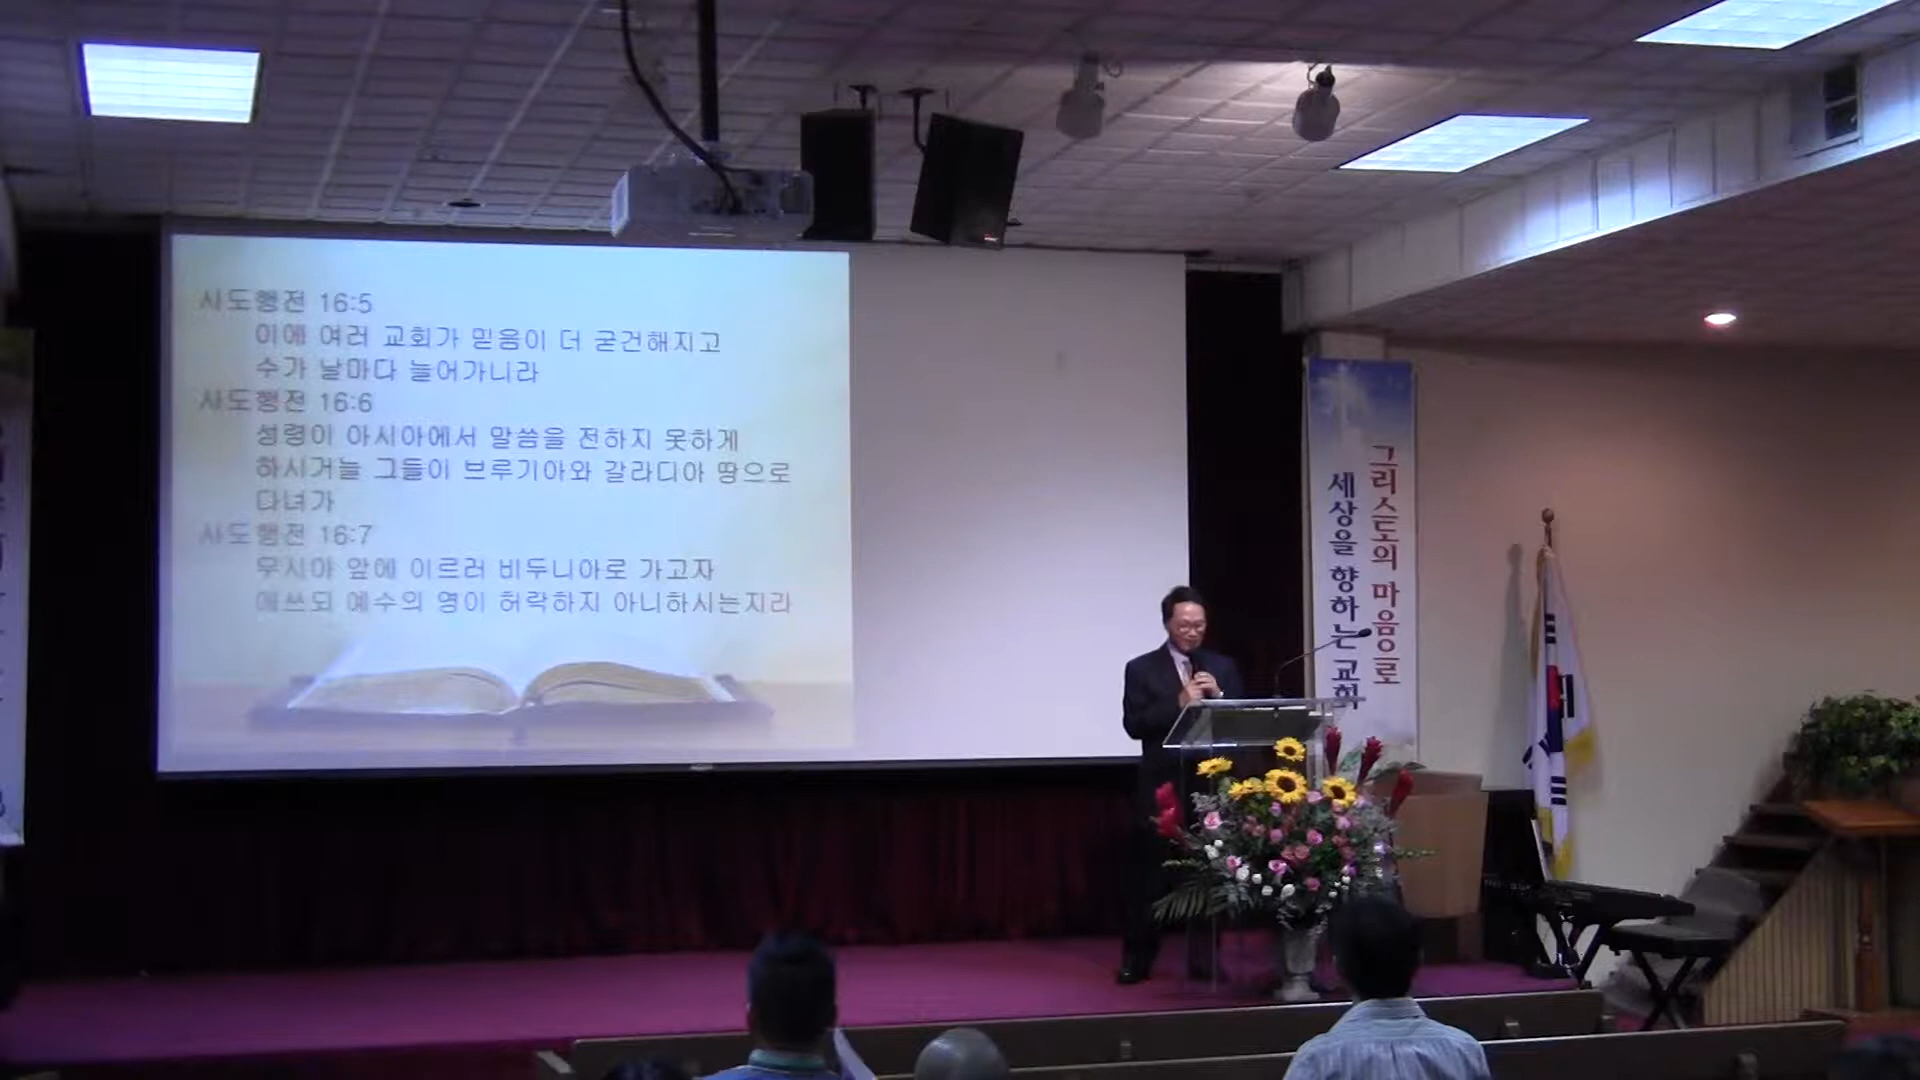 사도행전 16:5
이에 여러 교회가 믿음이 더 굳건해지고
수가 날마다 늘어가니라
사도행전 16:6
성령이 아시아에서 말씀을 전하지 못하게
하시거늘 그들이 브루기아와 갈라디아 땅으로
다녀가
사도행전 16:7
무시아 앞에 이르러 비두니아로 가고자
애쓰되 예수의 영이 허락하지 아니하시는지라
그리스도의 마음으로
세상을 향하는 교회